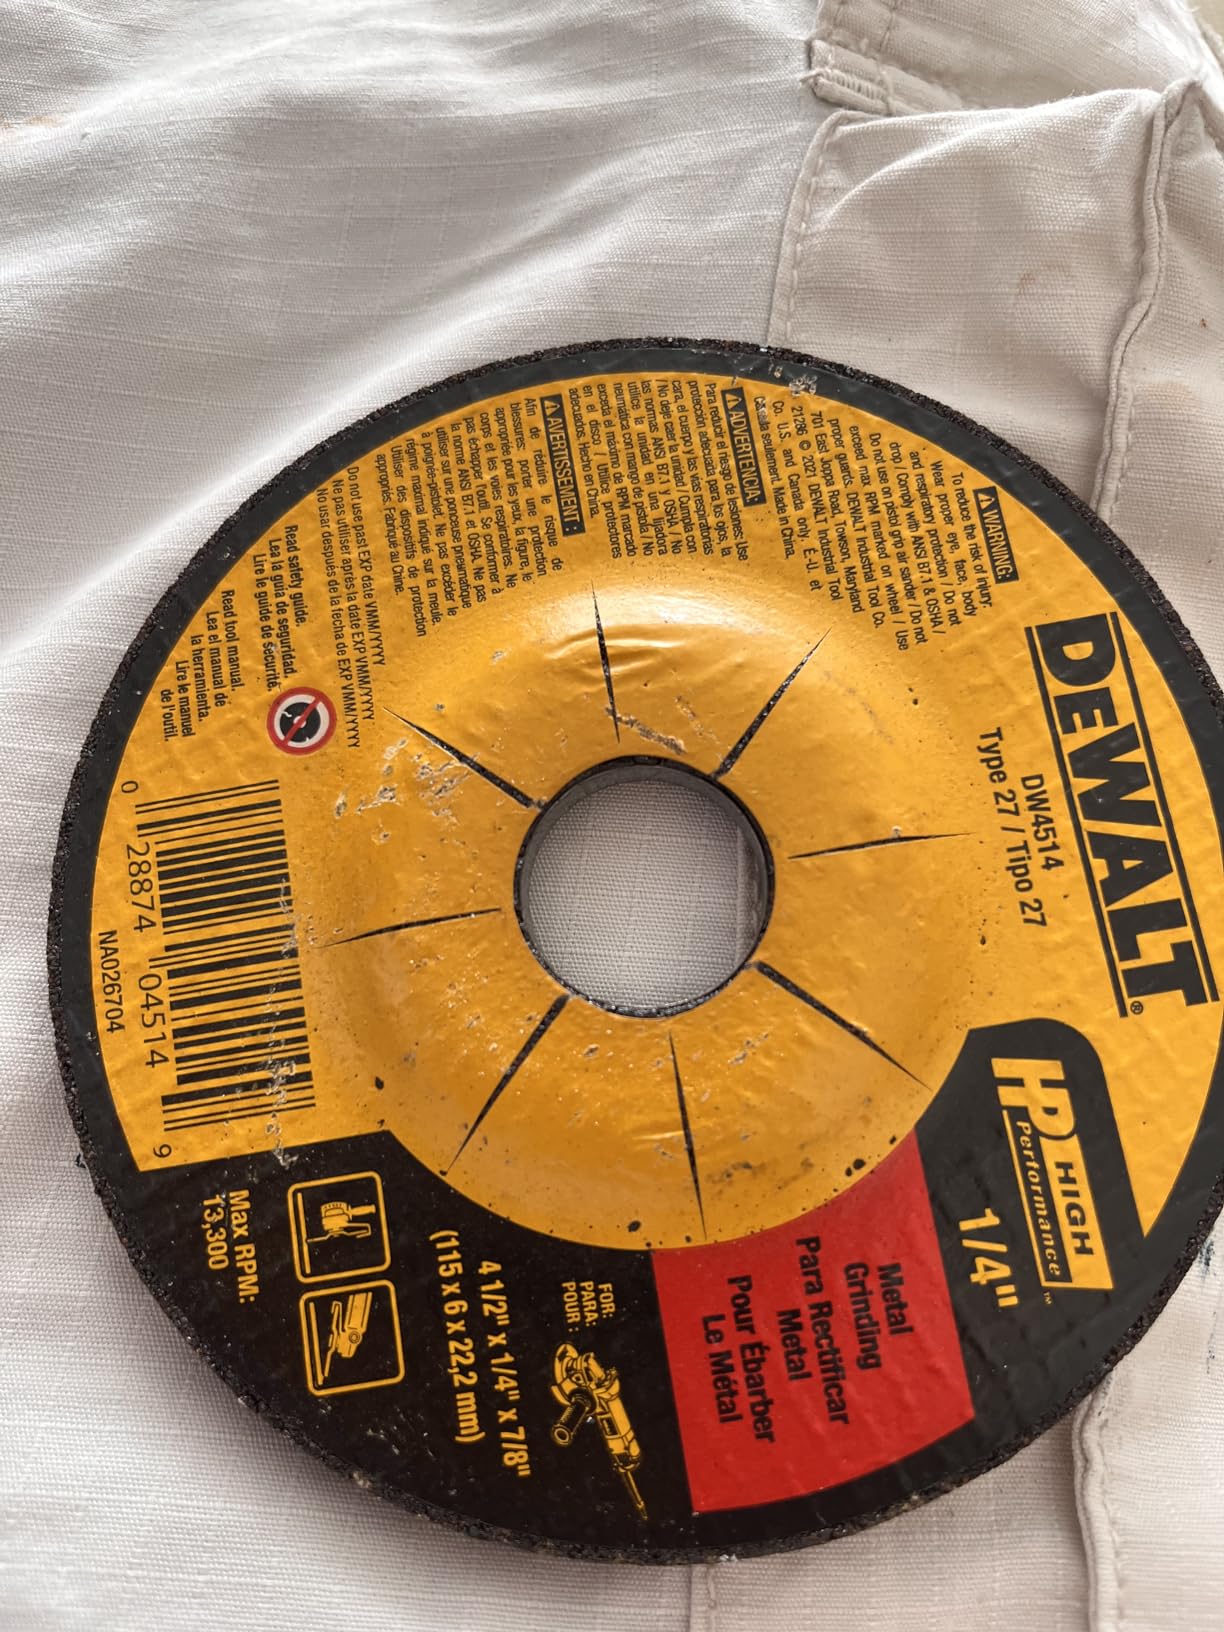 DEWALT®
DW4514
Type 27 / Tipo 27
HP HIGH
Performance™
1/4"
Metal
Grinding
Para Rectificar
Metal
Pour Ébarber
Le Métal
FOR:
PARA:
POUR :
4 1/2" x 1/4" x 7/8"
(115 x 6 x 22,2 mm)
Max RPM:
13,300
⚠ WARNING:
To reduce the risk of injury:
Wear proper eye, face, body
and respiratory protection / Do not
drop / Comply with ANSI B7.1 & OSHA /
Do not use on pistol grip air sander / Do not
exceed max RPM marked on wheel / Use
proper guards. DEWALT Industrial Tool Co.
701 East Joppa Road, Towson, Maryland
21286 © 2021 DEWALT Industrial Tool
Co. U.S. and Canada only, É.-U. et
Canada seulement. Made in China.
⚠ ADVERTENCIA:
Para reducir el riesgo de lesiones: Use
protección adecuada para los ojos, la
cara, el cuerpo y las vías respiratorias
/ No deje caer la unidad Cumpla con
las normas ANSI B7.1 y OSHA / No
utilice la unidad en una lijadora
neumática con mango de pistola / No
exceda el máximo de RPM marcado
en el disco / Utilice protectores
adecuados. Hecho en China.
⚠ AVERTISSEMENT :
Afin de réduire le risque de
blessures: porter une protection
appropriée pour les yeux, la figure, le
corps et les voies respiratoires. Ne
pas échapper l'outil. Se conformer à
la norme ANSI B7.1 et OSHA. Ne pas
utiliser sur une ponceuse pneumatique
à poignée-pistolet. Ne pas excéder le
régime maximal indiqué sur la meule.
Utiliser des dispositifs de protection
appropriés. Fabriqué au Chine.
Do not use past EXP date VMM/YYYY
Ne pas utiliser après la date EXP VMM/YYYY
No usar después de la fecha de EXP VMM/YYYY
Read safety guide.
Lea la guía de seguridad.
Lire le guide de sécurité.
Read tool manual.
Lea el manual de
la herramienta.
Lire le manuel
de l'outil.
0 28874 04514 9
NA026704